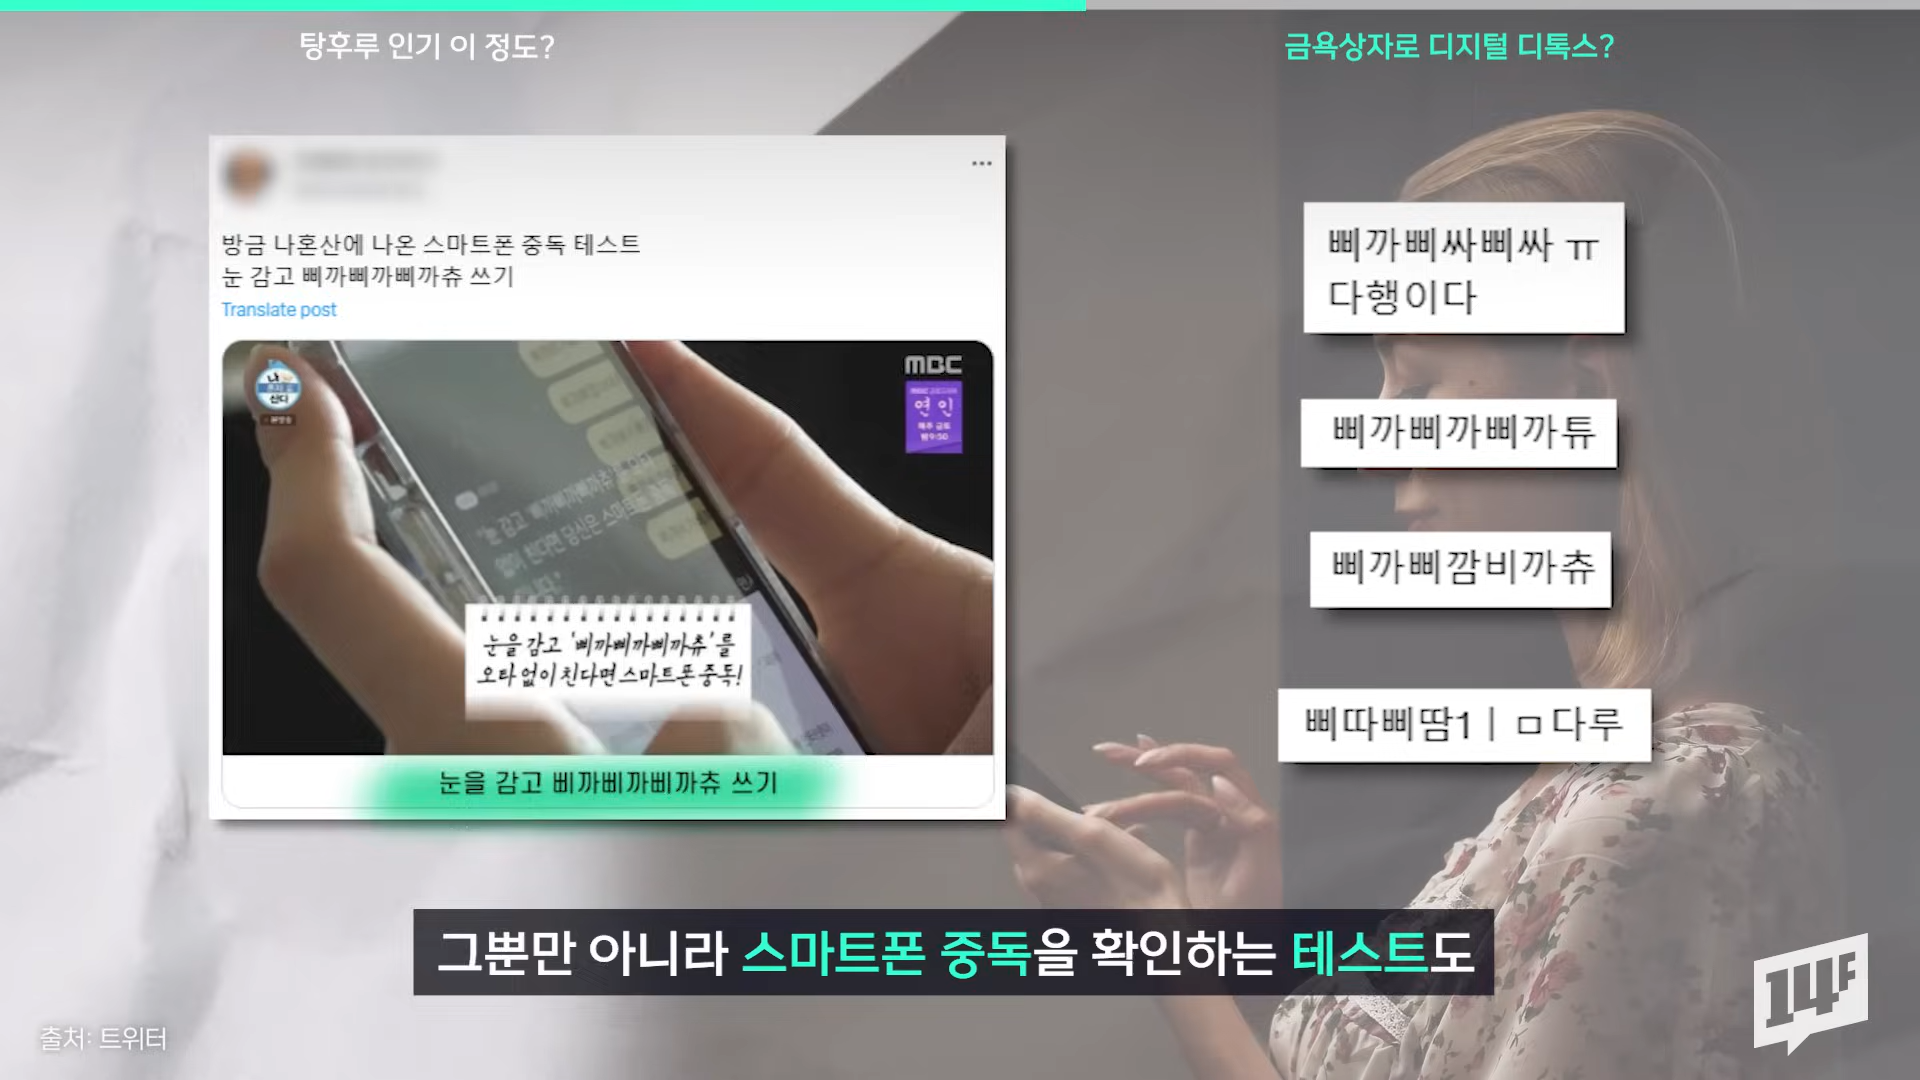 탕후루 인기 이 정도?
금욕상자로 디지털 디톡스?
방금 나혼산에 나온 스마트폰 중독 테스트
눈 감고 삐까삐까삐까츄 쓰기
Translate post
MBC
연인
매주 금토
밤9:50
눈을 감고 '삐까삐까삐까츄'를
오타 없이 친다면 스마트폰 중독!
눈을 감고 삐까삐까삐까츄 쓰기
삐까삐싸삐싸 ㅠ
다행이다
삐까삐까삐까튜
삐까삐깜비까츄
삐따삐땀1ㅣㅁ다루
그뿐만 아니라 스마트폰 중독을 확인하는 테스트도
출처: 트위터
14F